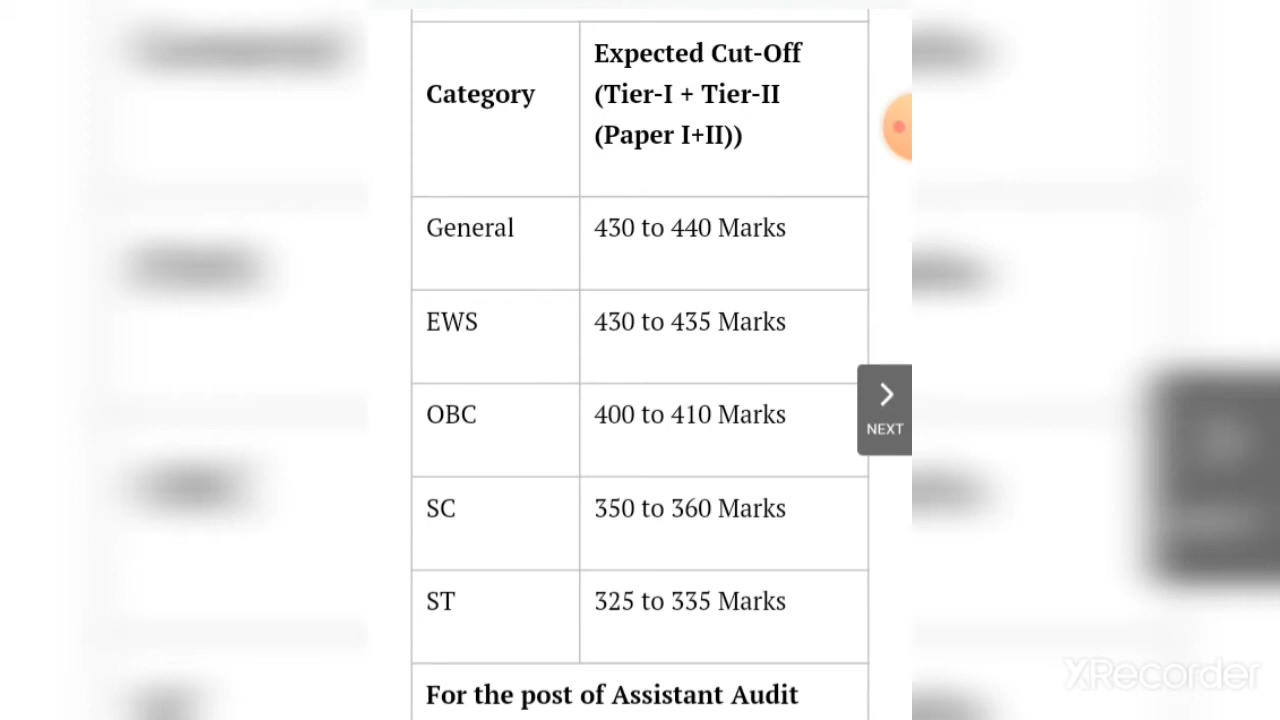 Category
Expected Cut-Off
(Tier-I + Tier-II
(Paper I+II))
General
430 to 440 Marks
EWS
430 to 435 Marks
OBC
400 to 410 Marks
SC
350 to 360 Marks
ST
325 to 335 Marks
For the post of Assistant Audit
NEXT
XRecorder